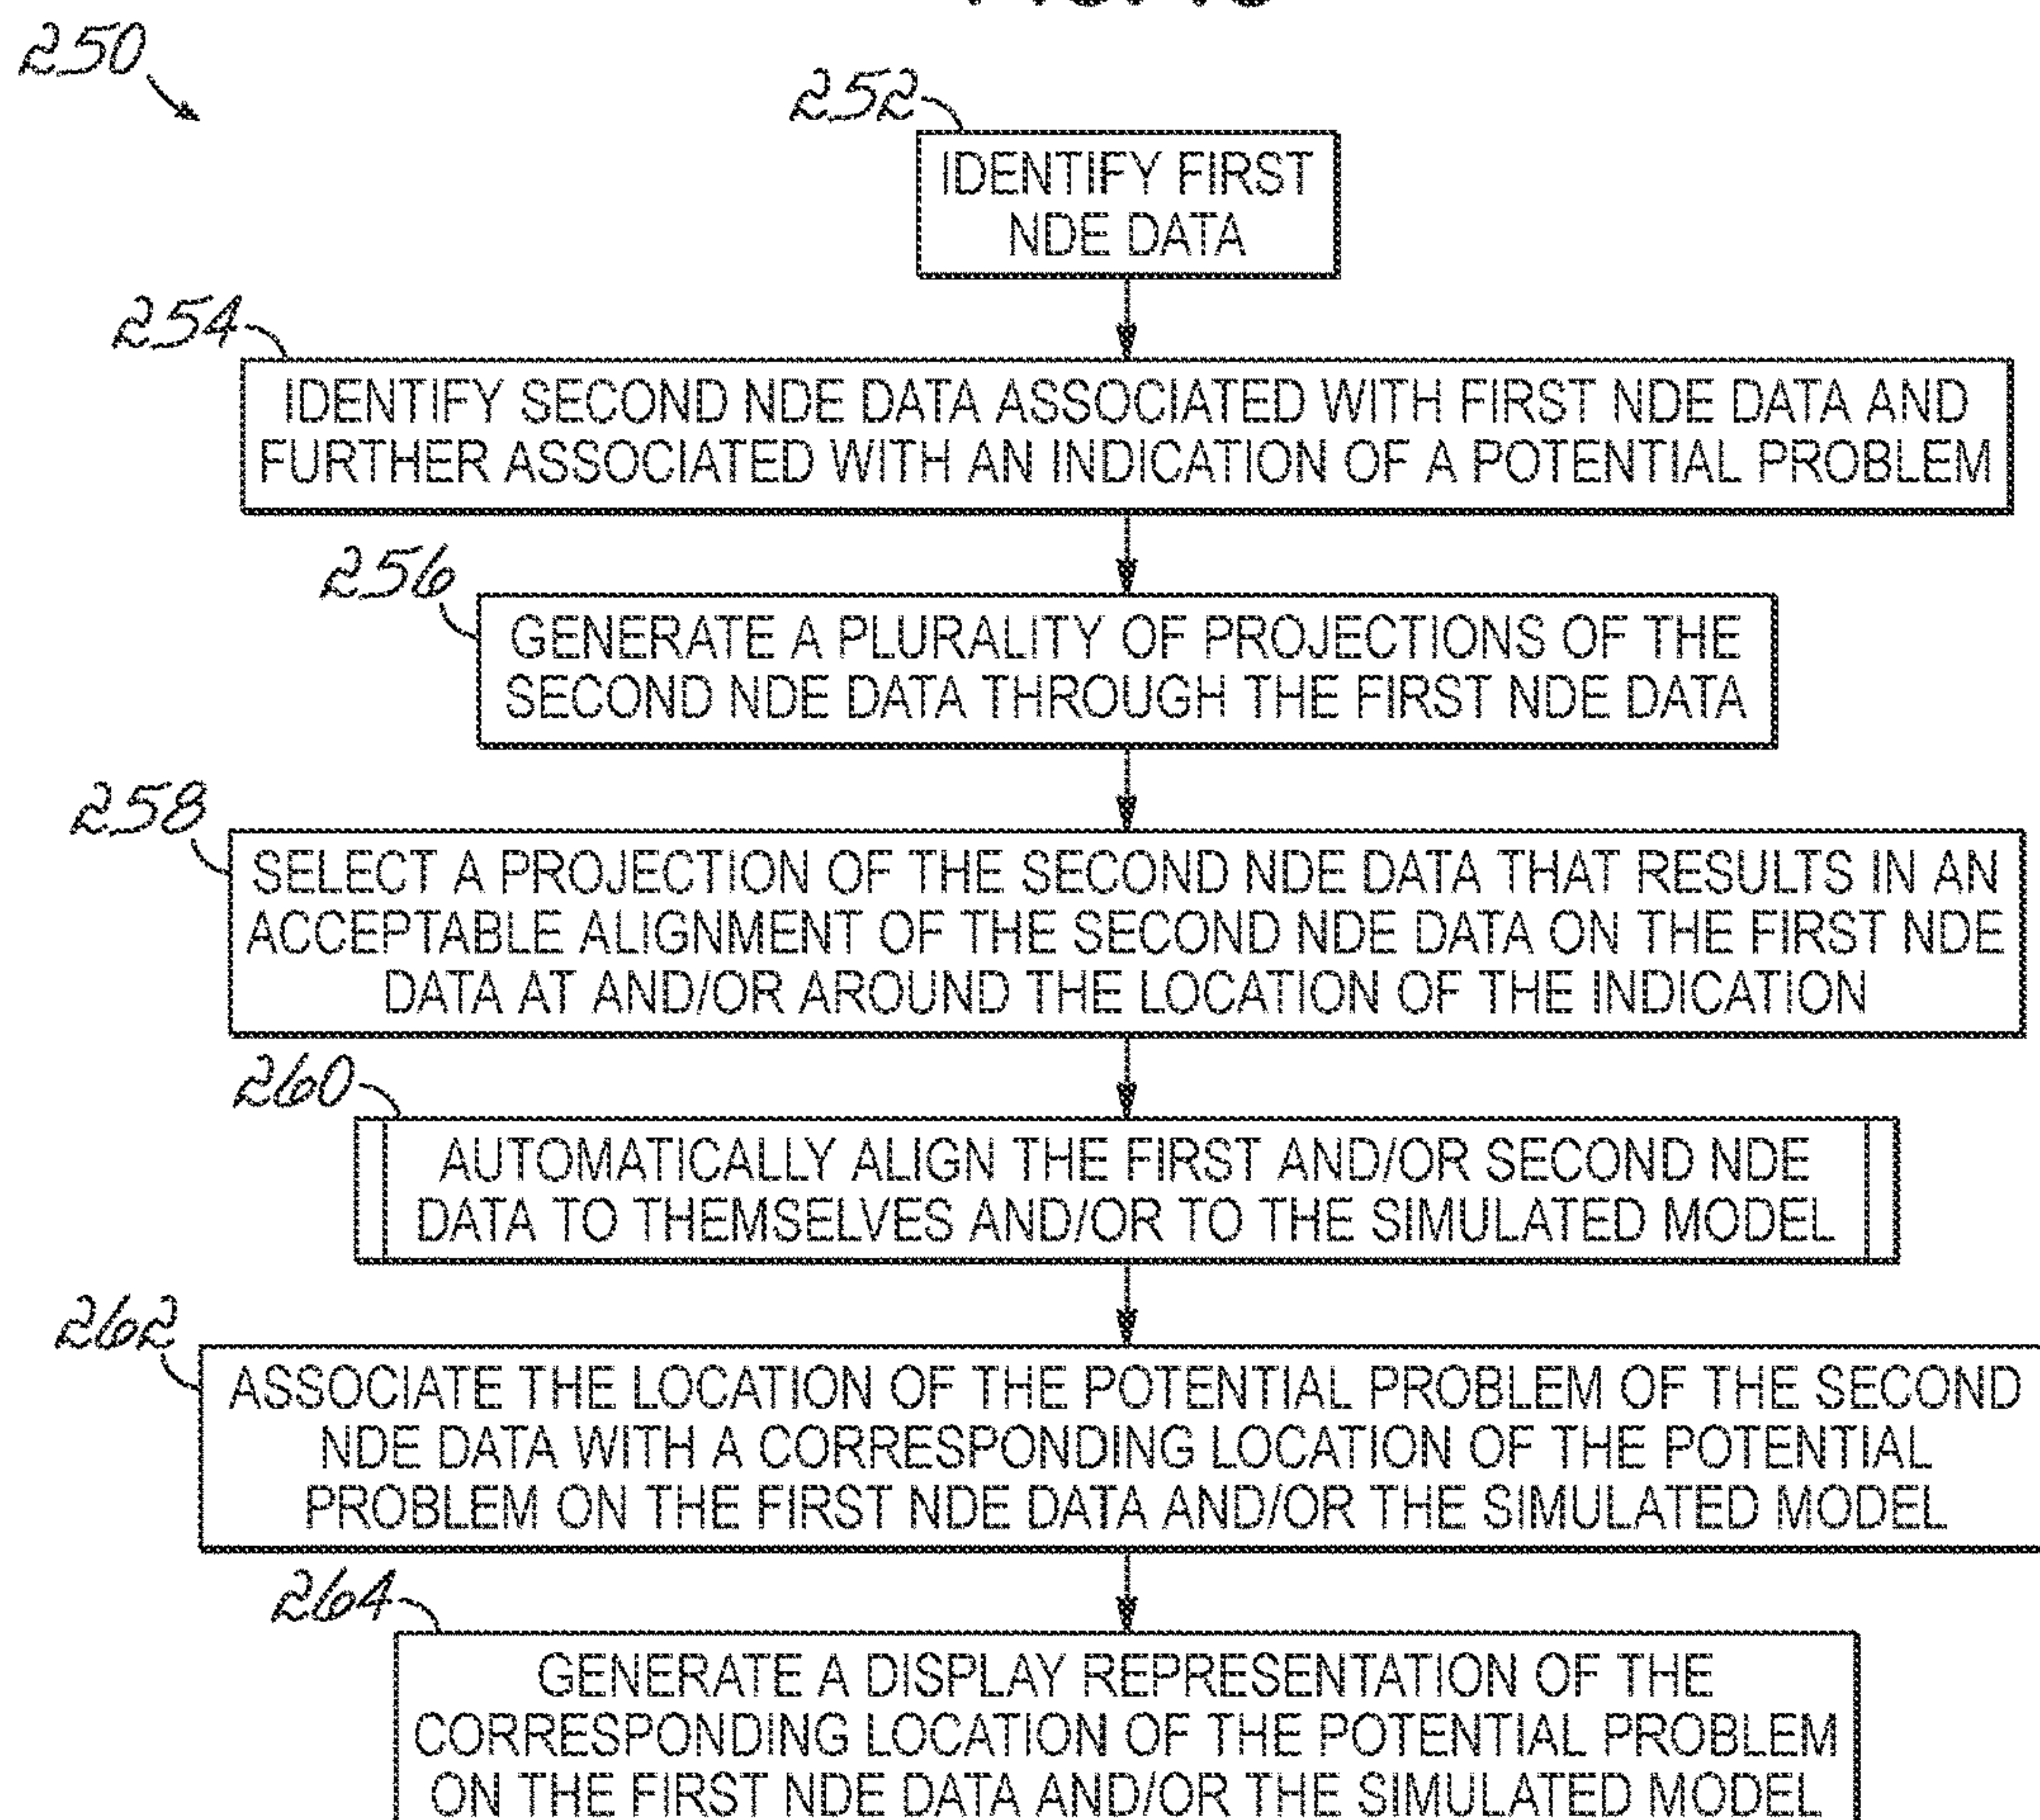 250
252
IDENTIFY FIRST
NDE DATA
254
IDENTIFY SECOND NDE DATA ASSOCIATED WITH FIRST NDE DATA AND
FURTHER ASSOCIATED WITH AN INDICATION OF A POTENTIAL PROBLEM
256
GENERATE A PLURALITY OF PROJECTIONS OF THE
SECOND NDE DATA THROUGH THE FIRST NDE DATA
258
SELECT A PROJECTION OF THE SECOND NDE DATA THAT RESULTS IN AN
ACCEPTABLE ALIGNMENT OF THE SECOND NDE DATA ON THE FIRST NDE
DATA AT AND/OR AROUND THE LOCATION OF THE INDICATION
260
AUTOMATICALLY ALIGN THE FIRST AND/OR SECOND NDE
DATA TO THEMSELVES AND/OR TO THE SIMULATED MODEL
262
ASSOCIATE THE LOCATION OF THE POTENTIAL PROBLEM OF THE SECOND
NDE DATA WITH A CORRESPONDING LOCATION OF THE POTENTIAL
PROBLEM ON THE FIRST NDE DATA AND/OR THE SIMULATED MODEL
264
GENERATE A DISPLAY REPRESENTATION OF THE
CORRESPONDING LOCATION OF THE POTENTIAL PROBLEM
ON THE FIRST NDE DATA AND/OR THE SIMULATED MODEL